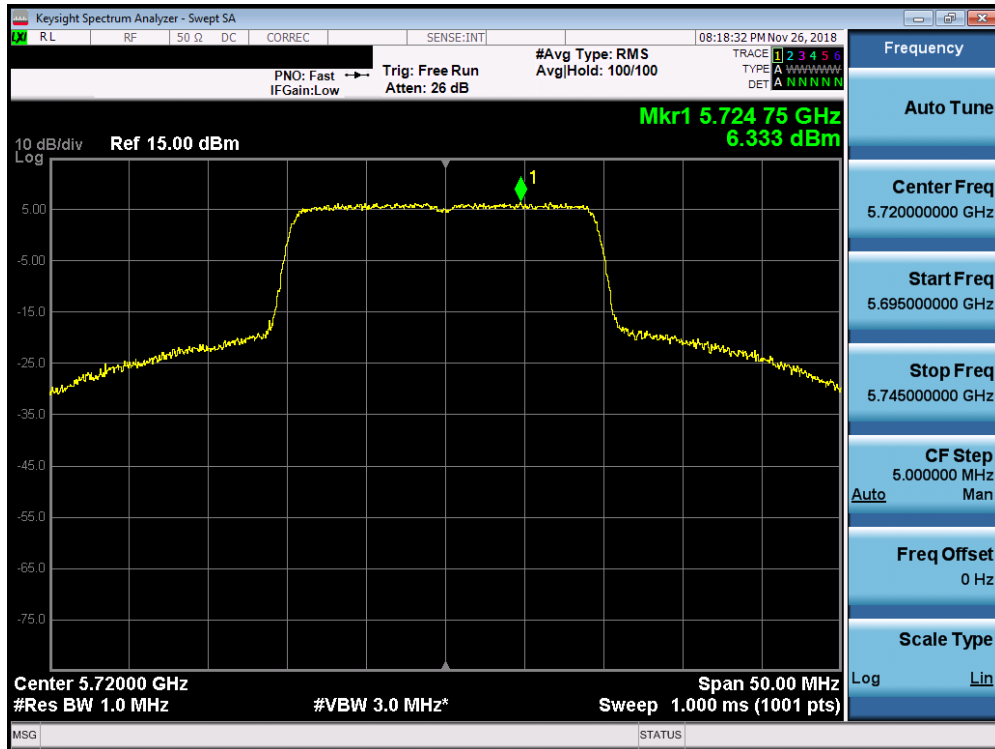 Keysight Spectrum Analyzer - Swept SA
LXI RL RF 50 Ω DC CORREC SENSE:INT 08:18:32 PM Nov 26, 2018
PNO: Fast
IFGain:Low
Trig: Free Run
Atten: 26 dB
#Avg Type: RMS
Avg|Hold: 100/100
TRACE 1 2 3 4 5 6
TYPE A WWWWW
DET A N N N N N
Mkr1 5.724 75 GHz
6.333 dBm
10 dB/div Ref 15.00 dBm
Log
1
5.00
-5.00
-15.0
-25.0
-35.0
-45.0
-55.0
-65.0
-75.0
Center 5.72000 GHz Span 50.00 MHz
#Res BW 1.0 MHz #VBW 3.0 MHz* Sweep 1.000 ms (1001 pts)
MSG STATUS
Frequency
Auto Tune
Center Freq
5.720000000 GHz
Start Freq
5.695000000 GHz
Stop Freq
5.745000000 GHz
CF Step
5.000000 MHz
Auto Man
Freq Offset
0 Hz
Scale Type
Log Lin